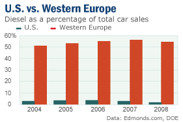 U.S. vs. Western Europe
Diesel as a percentage of total car sales
U.S. Western Europe
60%
50
40
30
20
10
0
2004 2005 2006 2007 2008
Data: Edmonds.com, DOE